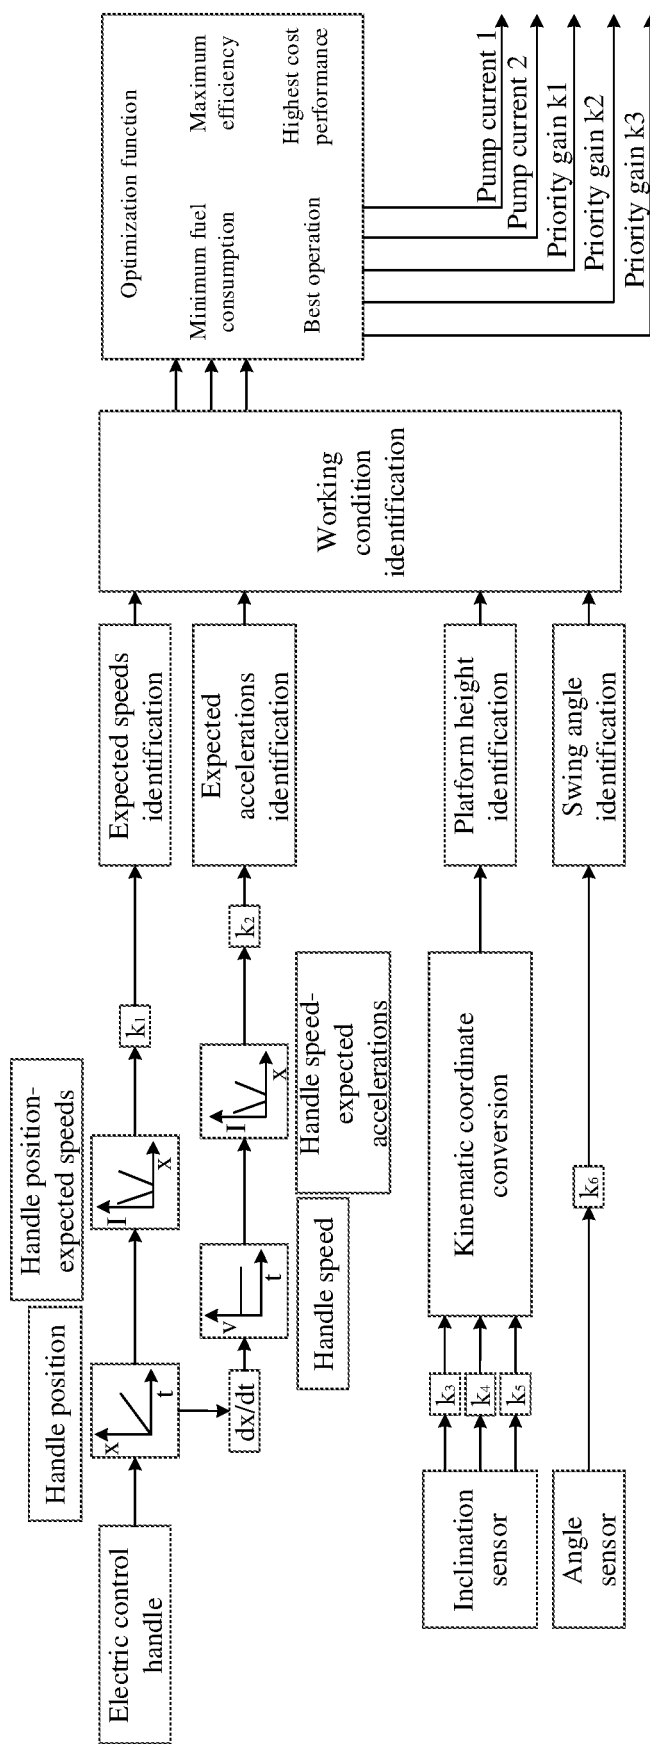 Electric control
handle
Handle position
x
t
Handle position-
expected speeds
I
x
k1
Expected speeds
identification
dx/dt
v
t
Handle speed
I
x
Handle speed-
expected
accelerations
k2
Expected
accelerations
identification
Inclination
sensor
k3
k4
k5
Kinematic coordinate
conversion
Platform height
identification
Angle
sensor
k6
Swing angle
identification
Working
condition
identification
Optimization function
Minimum fuel
consumption
Maximum
efficiency
Best operation
Highest cost
performance
Pump current 1
Pump current 2
Priority gain k1
Priority gain k2
Priority gain k3